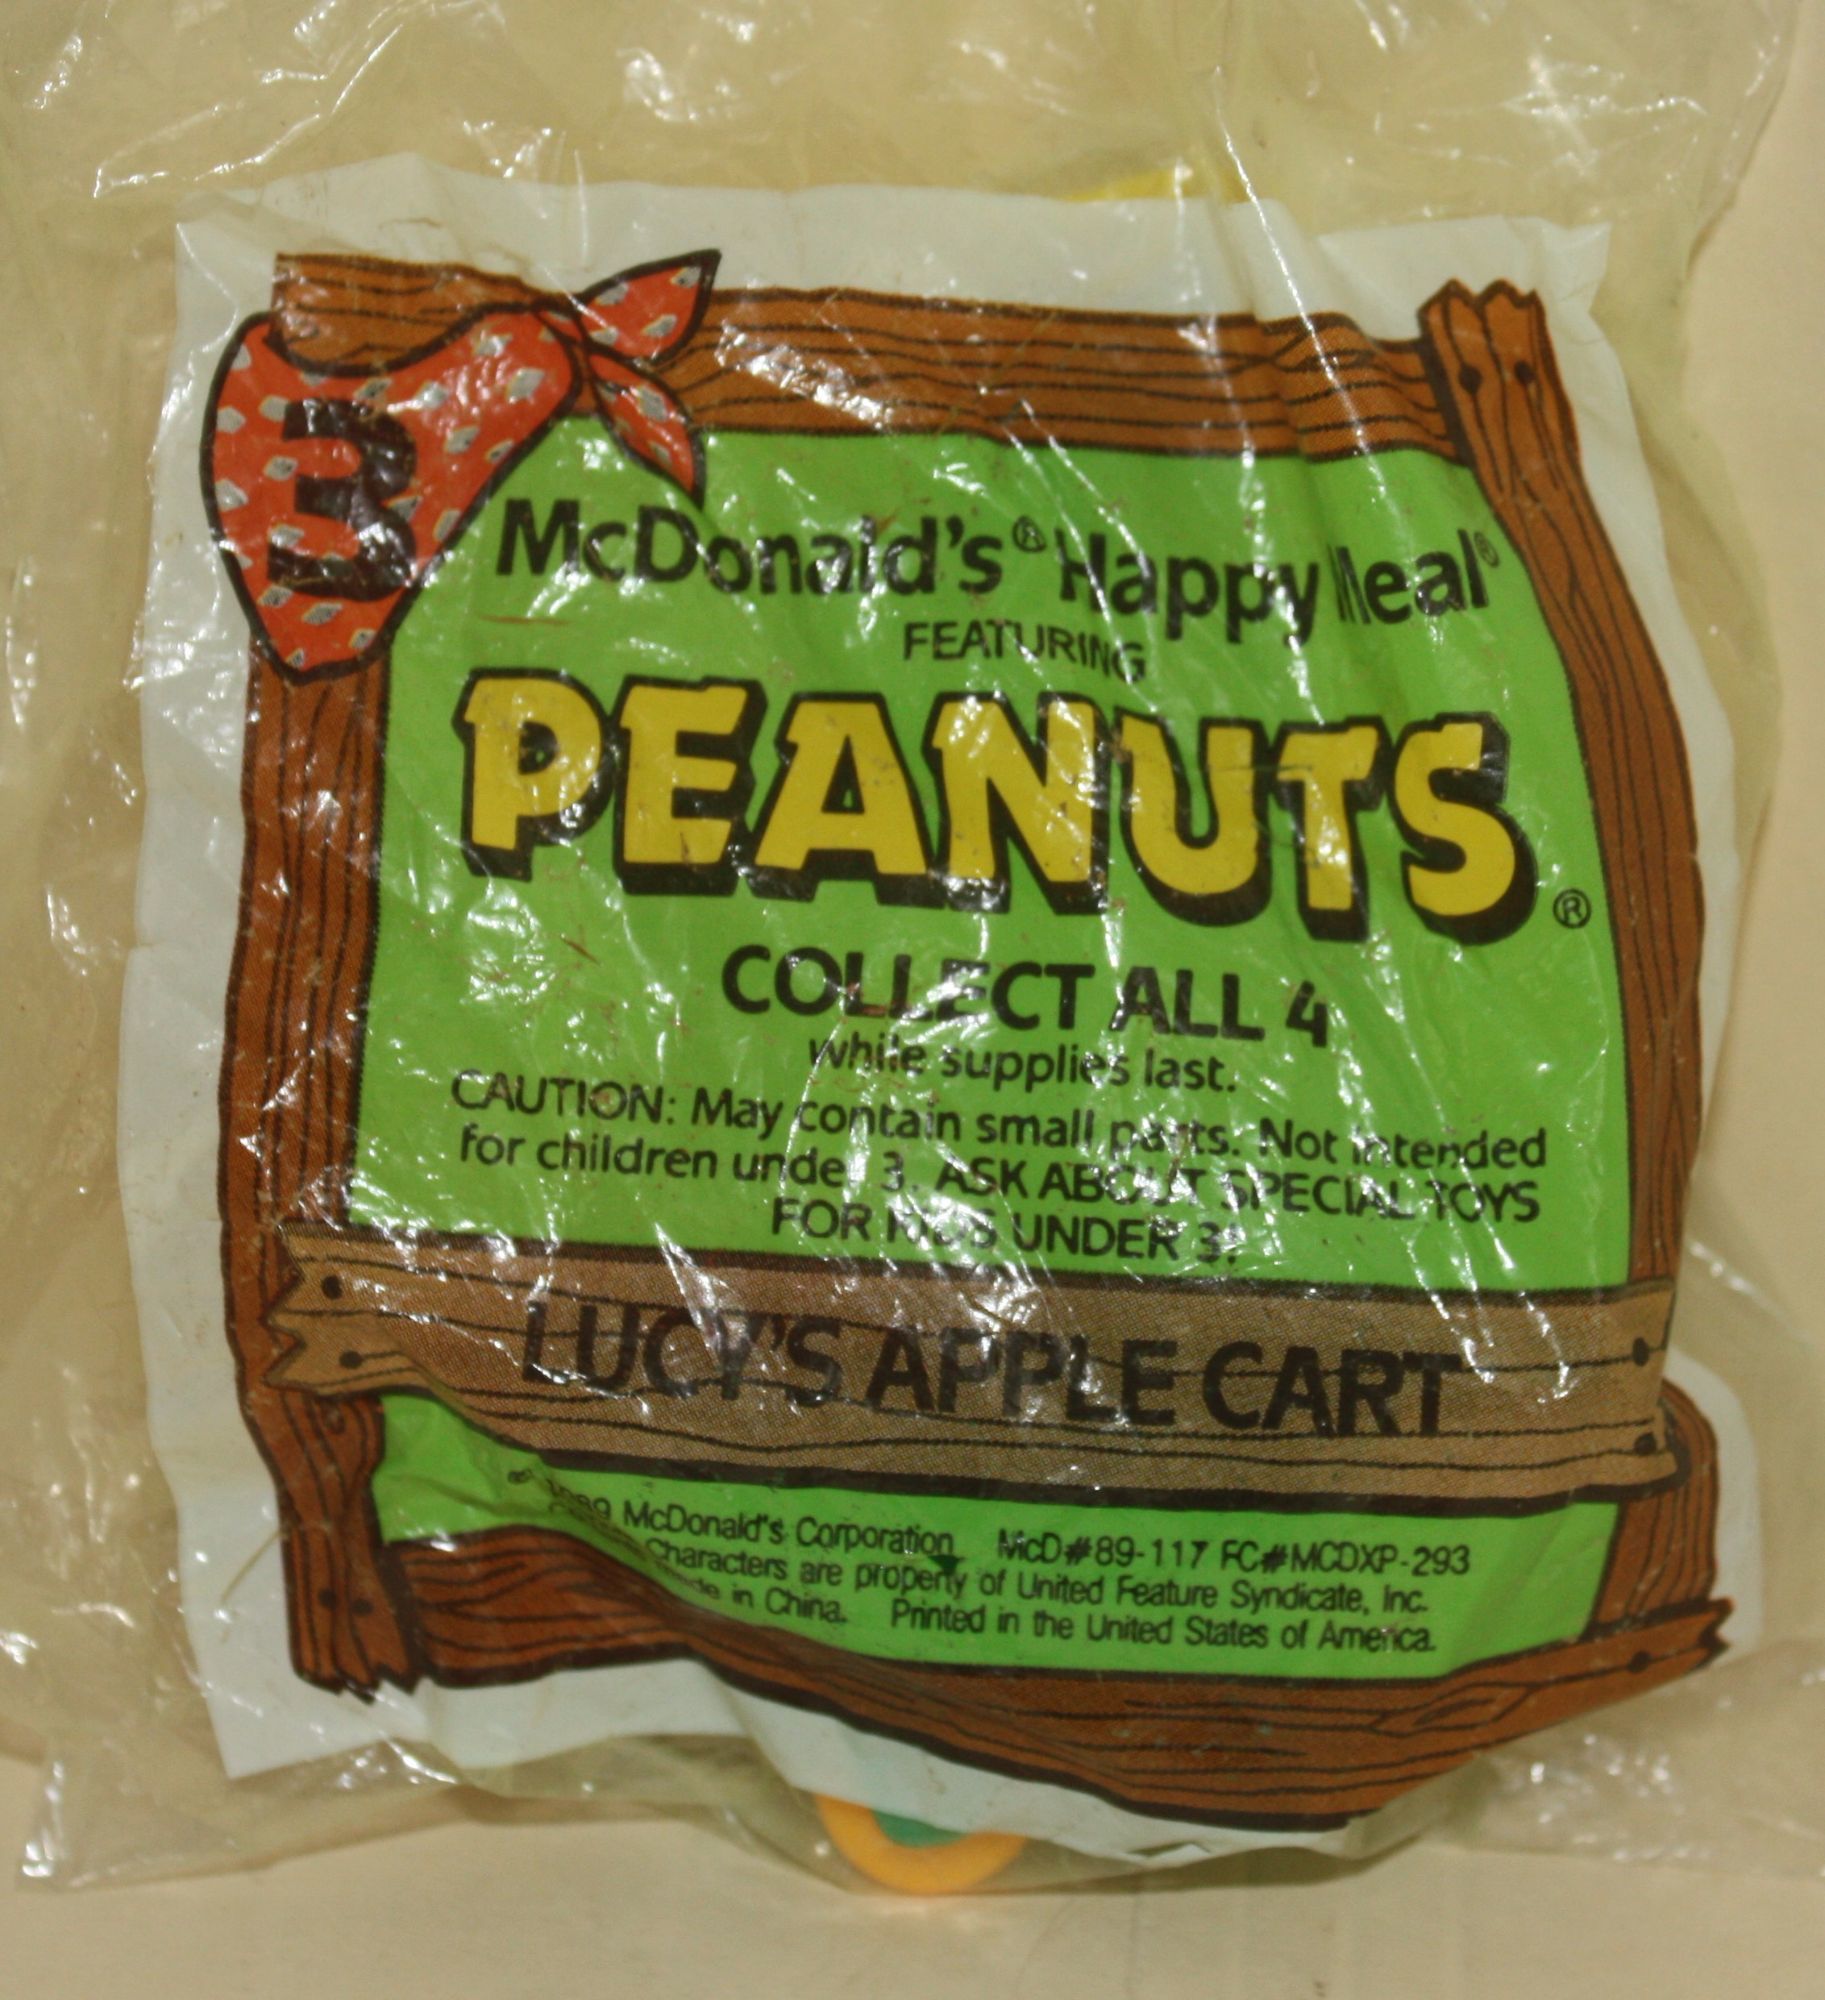 3
McDonald's® Happy Meal®
FEATURING
PEANUTS®
COLLECT ALL 4
while supplies last.
CAUTION: May contain small parts. Not intended
for children under 3. ASK ABOUT SPECIAL TOYS
FOR KIDS UNDER 3!
LUCY'S APPLE CART
McDonald's Corporation McD#89-117 FC#MCDXP-293
Characters are property of United Feature Syndicate, Inc.
in China. Printed in the United States of America.